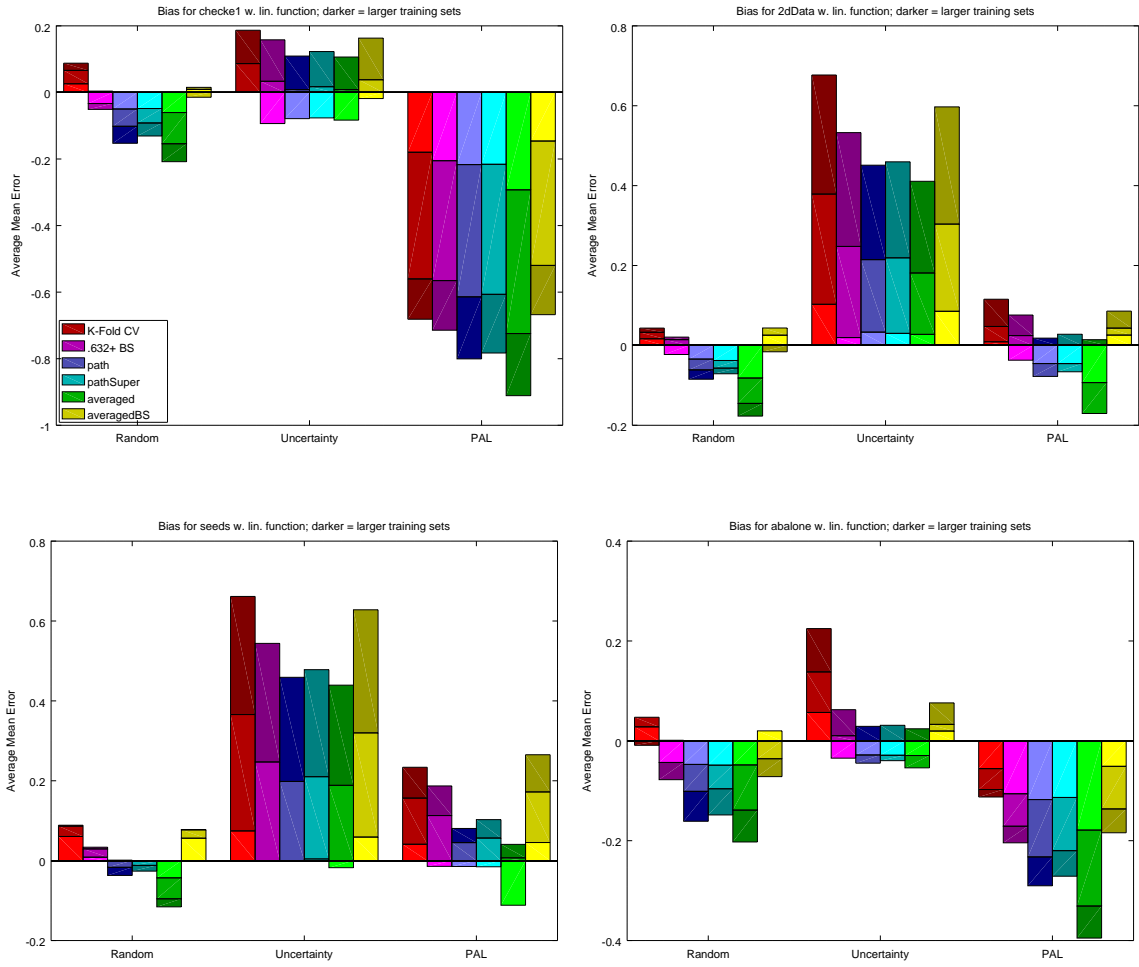 Bias for checke1 w. lin. function; darker = larger training sets
0.2
0
-0.2
-0.4
-0.6
-0.8
-1
Average Mean Error
K-Fold CV
.632+ BS
path
pathSuper
averaged
averagedBS
Random
Uncertainty
PAL
Bias for 2dData w. lin. function; darker = larger training sets
0.8
0.6
0.4
0.2
0
-0.2
Average Mean Error
Random
Uncertainty
PAL
Bias for seeds w. lin. function; darker = larger training sets
0.8
0.6
0.4
0.2
0
-0.2
Average Mean Error
Random
Uncertainty
PAL
Bias for abalone w. lin. function; darker = larger training sets
0.4
0.2
0
-0.2
-0.4
Average Mean Error
Random
Uncertainty
PAL